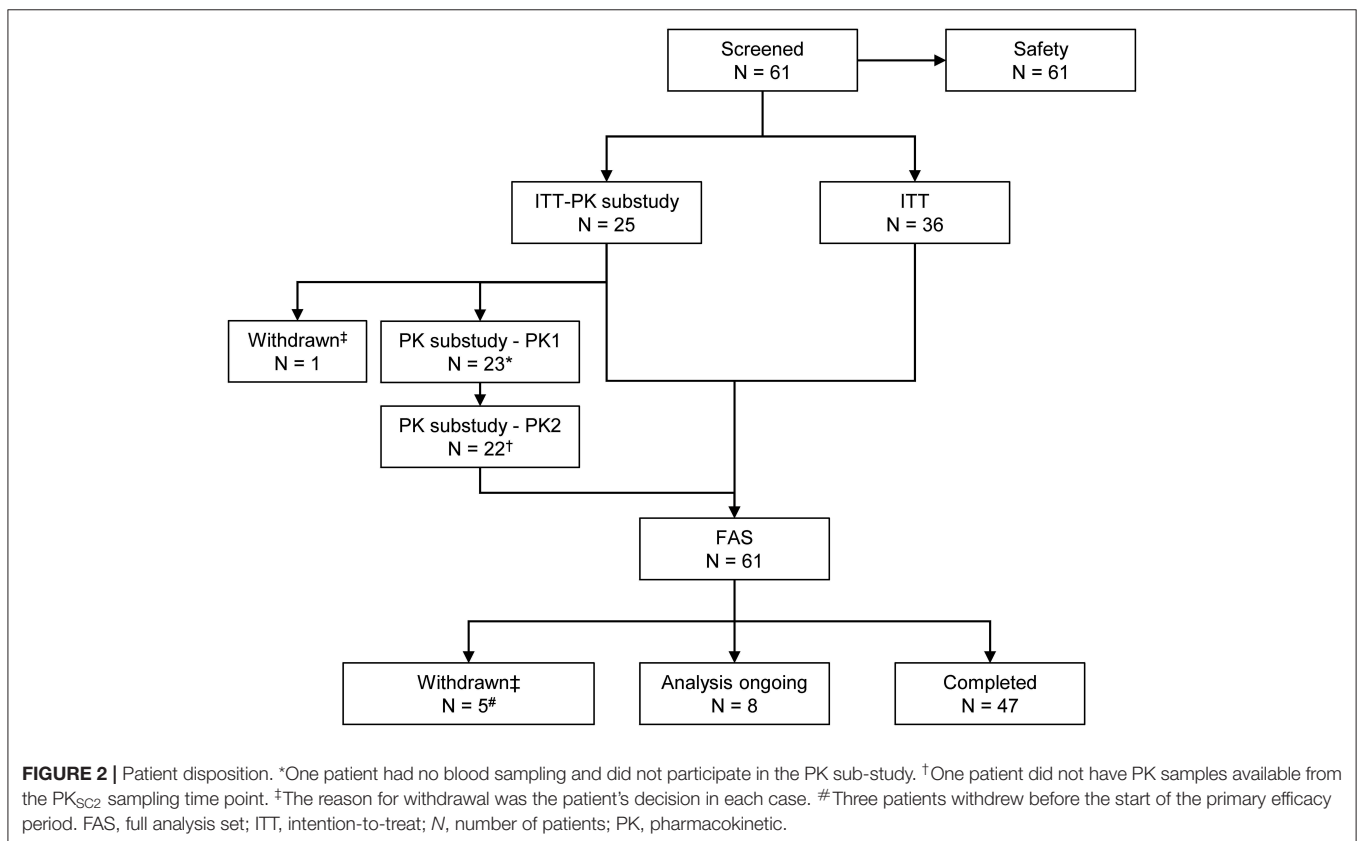 Screened
N = 61
Safety
N = 61
ITT-PK substudy
N = 25
ITT
N = 36
Withdrawn‡
N = 1
PK substudy - PK1
N = 23*
PK substudy - PK2
N = 22†
FAS
N = 61
Withdrawn‡
N = 5#
Analysis ongoing
N = 8
Completed
N = 47
FIGURE 2 | Patient disposition. *One patient had no blood sampling and did not participate in the PK sub-study. †One patient did not have PK samples available from
the PKSC2 sampling time point. ‡The reason for withdrawal was the patient's decision in each case. #Three patients withdrew before the start of the primary efficacy
period. FAS, full analysis set; ITT, intention-to-treat; N, number of patients; PK, pharmacokinetic.